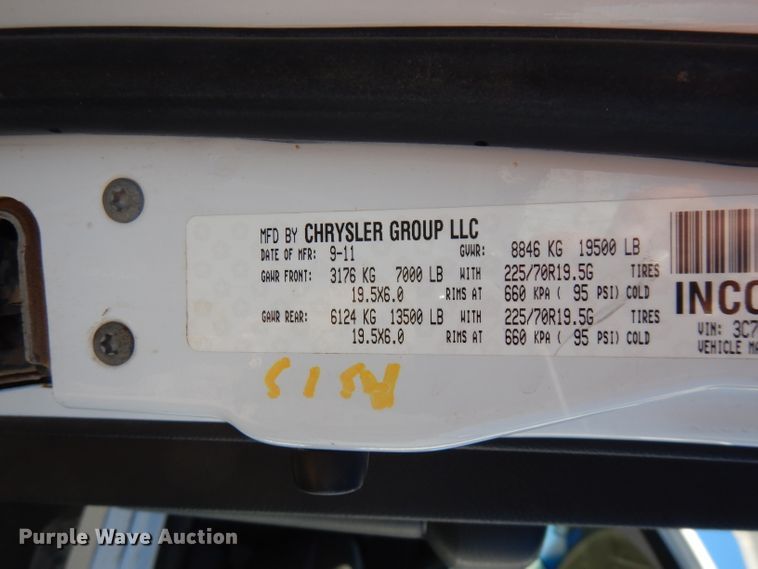 MFD BY CHRYSLER GROUP LLC
DATE OF MFR: 9-11 GVWR: 8846 KG 19500 LB
GAWR FRONT: 3176 KG 7000 LB WITH 225/70R19.5G TIRES
19.5X6.0 RIMS AT 660 KPA ( 95 PSI) COLD
GAWR REAR: 6124 KG 13500 LB WITH 225/70R19.5G TIRES
19.5X6.0 RIMS AT 660 KPA ( 95 PSI) COLD
INCO
VIN: 3C7
VEHICLE MA
Purple Wave Auction